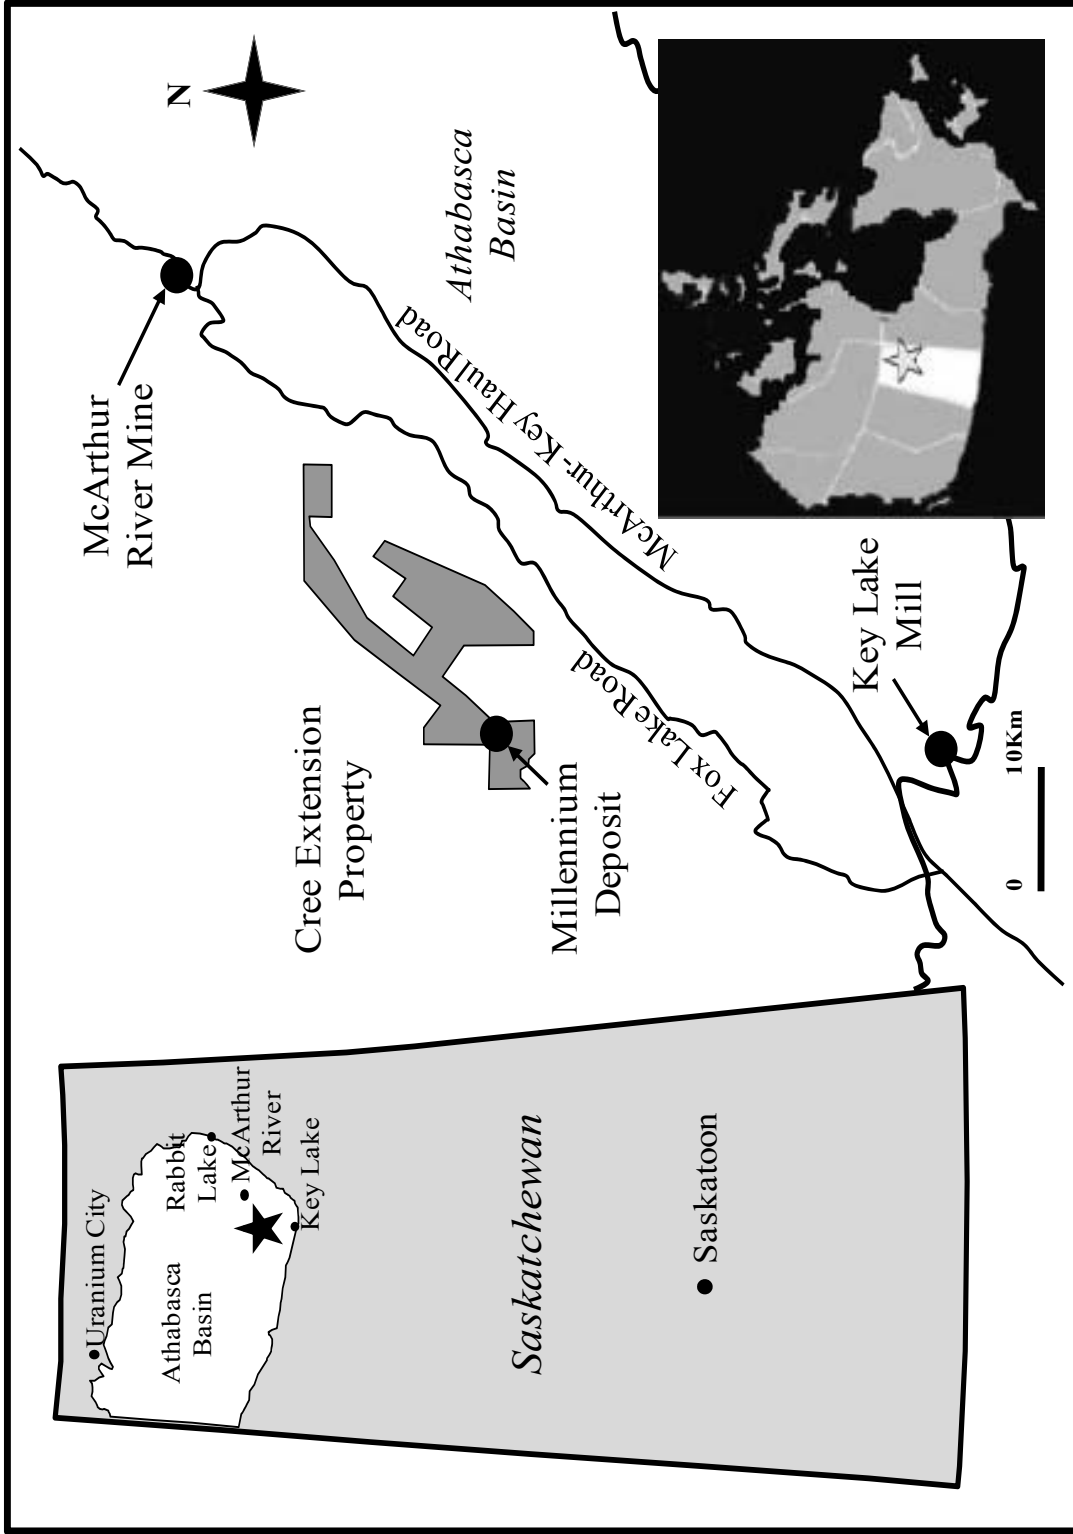 Uranium City
Athabasca
Basin
Rabbit
Lake
McArthur
River
Key Lake
Saskatchewan
Saskatoon
McArthur
River Mine
N
Cree Extension
Property
Athabasca
Basin
McArthur-Key Haul Road
Fox Lake Road
Millennium
Deposit
Key Lake
Mill
0
10Km